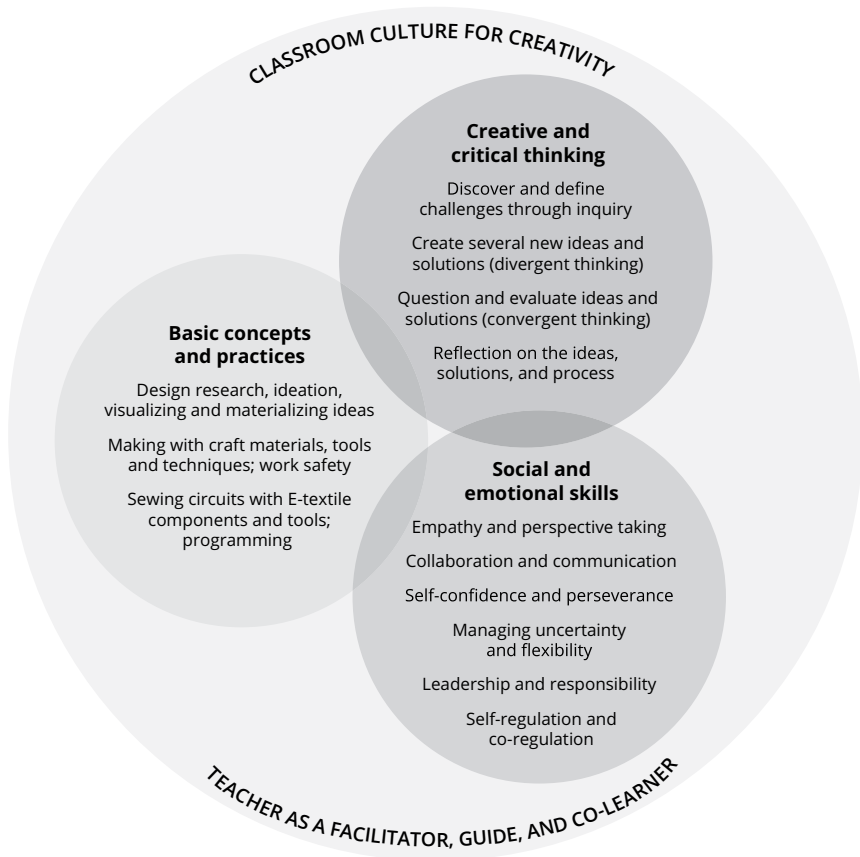 CLASSROOM CULTURE FOR CREATIVITY
Creative and
critical thinking
Discover and define
challenges through inquiry
Create several new ideas and
solutions (divergent thinking)
Question and evaluate ideas and
solutions (convergent thinking)
Reflection on the ideas,
solutions, and process
Basic concepts
and practices
Design research, ideation,
visualizing and materializing ideas
Making with craft materials, tools
and techniques; work safety
Sewing circuits with E-textile
components and tools;
programming
Social and
emotional skills
Empathy and perspective taking
Collaboration and communication
Self-confidence and perseverance
Managing uncertainty
and flexibility
Leadership and responsibility
Self-regulation and
co-regulation
TEACHER AS A FACILITATOR, GUIDE, AND CO-LEARNER